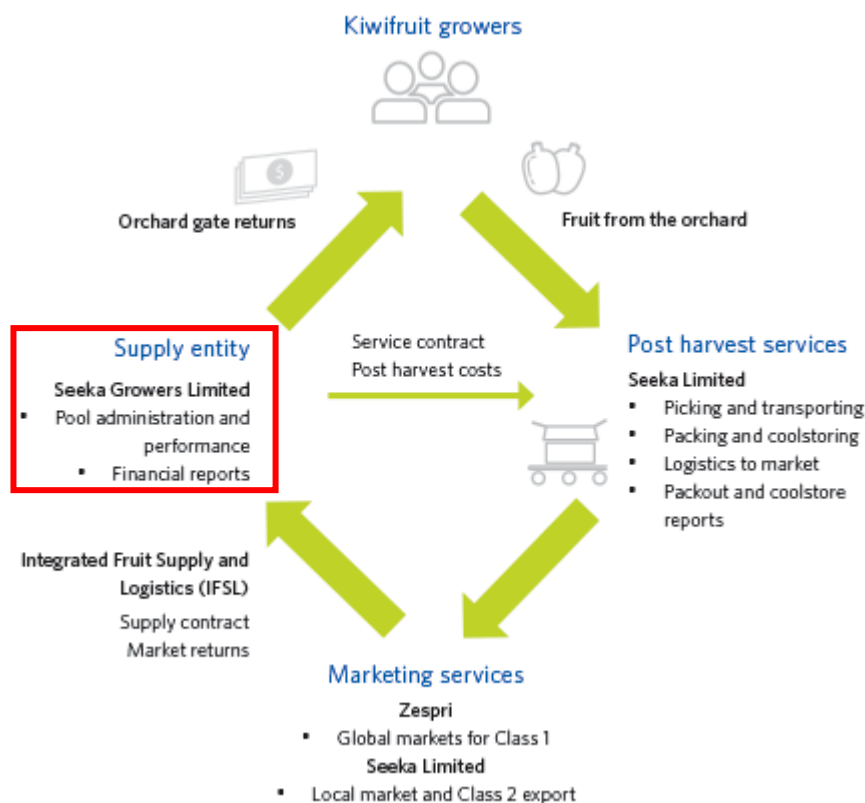 Kiwifruit growers
$
Orchard gate returns
Fruit from the orchard
Supply entity
Seeka Growers Limited
▪ Pool administration and
performance
▪ Financial reports
Service contract
Post harvest costs
Post harvest services
Seeka Limited
▪ Picking and transporting
▪ Packing and coolstoring
▪ Logistics to market
▪ Packout and coolstore
reports
Integrated Fruit Supply and
Logistics (IFSL)
Supply contract
Market returns
Marketing services
Zespri
▪ Global markets for Class 1
Seeka Limited
▪ Local market and Class 2 export